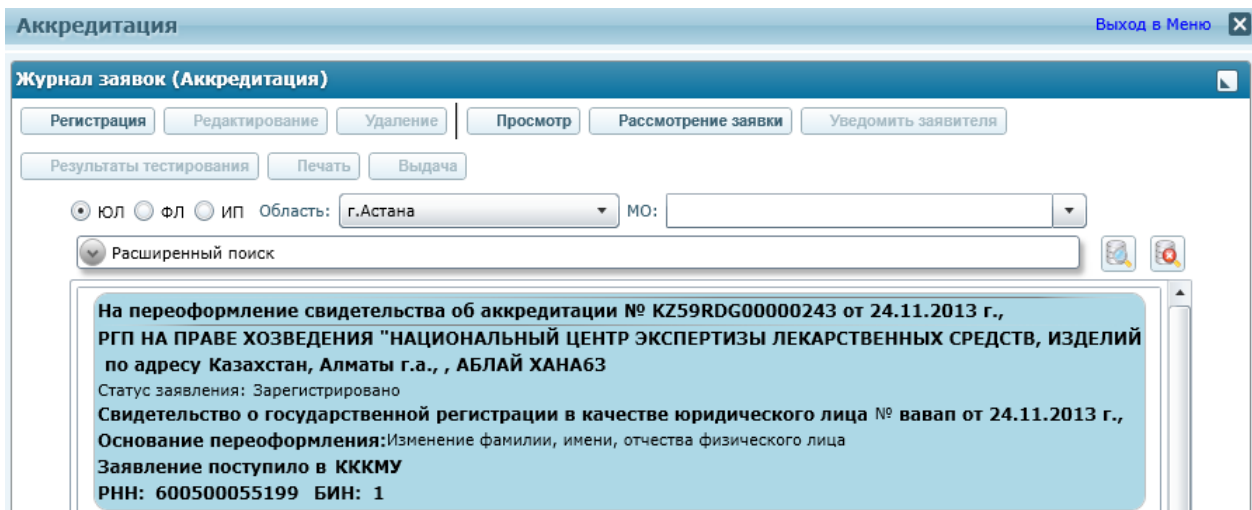 Аккредитация
Выход в Меню
Журнал заявок (Аккредитация)
Регистрация Редактирование Удаление Просмотр Рассмотрение заявки Уведомить заявителя
Результаты тестирования Печать Выдача
ЮЛ ФЛ ИП Область: г.Астана МО:
Расширенный поиск
На переоформление свидетельства об аккредитации № KZ59RDG00000243 от 24.11.2013 г.,
РГП НА ПРАВЕ ХОЗВЕДЕНИЯ "НАЦИОНАЛЬНЫЙ ЦЕНТР ЭКСПЕРТИЗЫ ЛЕКАРСТВЕННЫХ СРЕДСТВ, ИЗДЕЛИЙ
по адресу Казахстан, Алматы г.а., , АБЛАЙ ХАНА63
Статус заявления: Зарегистрировано
Свидетельство о государственной регистрации в качестве юридического лица № вавап от 24.11.2013 г.,
Основание переоформления:Изменение фамилии, имени, отчества физического лица
Заявление поступило в КККМУ
РНН: 600500055199 БИН: 1